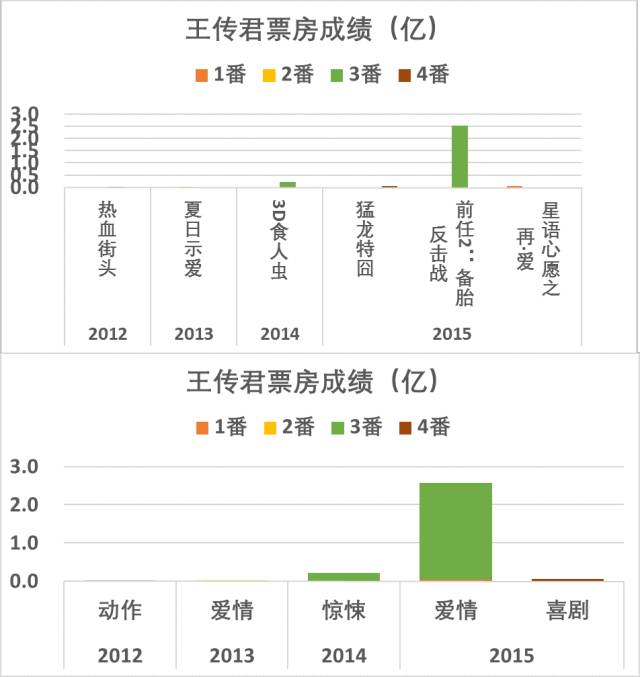 王传君票房成绩（亿）
1番 2番 3番 4番
3.0
2.5
2.0
1.5
1.0
0.5
0.0
热血街头
夏日示爱
3D食人虫
猛龙特囧
前任2：备胎
反击战
星语心愿之
再·爱
2012 2013 2014 2015
王传君票房成绩（亿）
1番 2番 3番 4番
3.0
2.0
1.0
0.0
动作 爱情 惊悚 爱情 喜剧
2012 2013 2014 2015